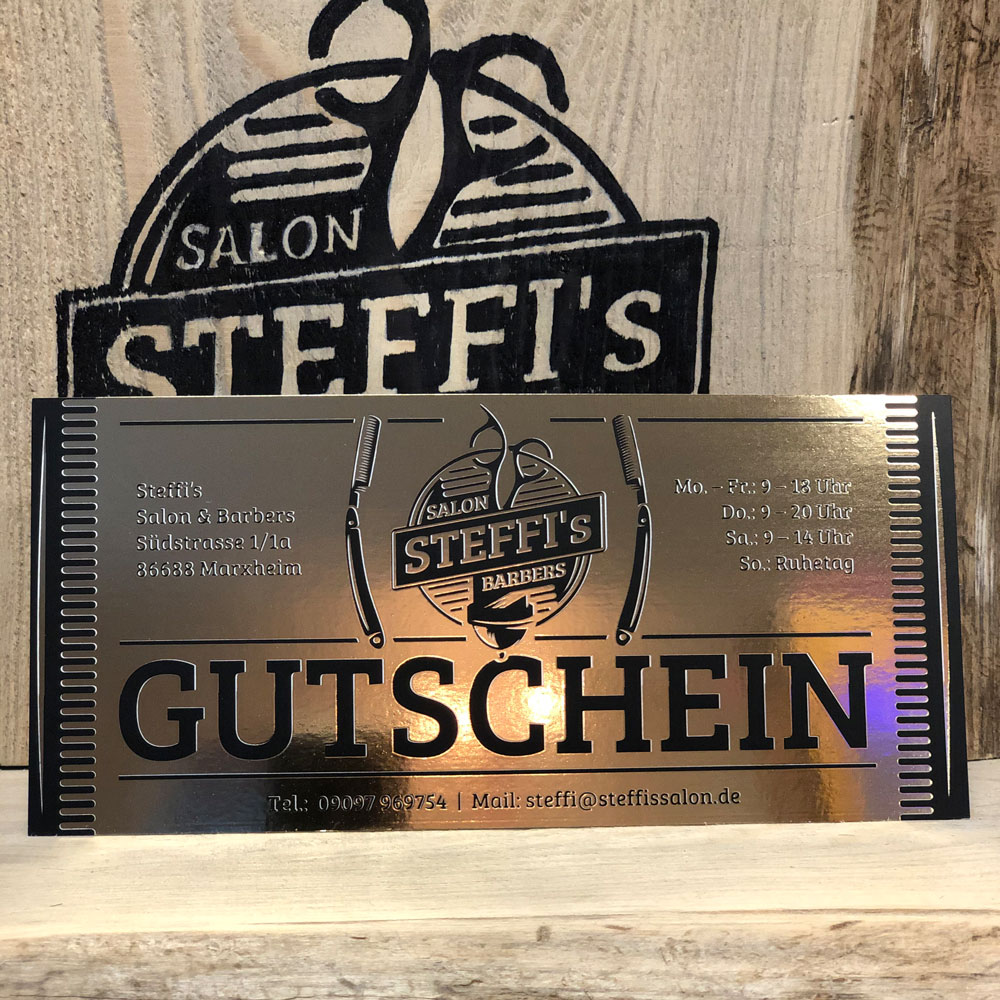 SALON
STEFFI's
Steffi's
Salon & Barbers
Südstrasse 1/1a
86688 Marxheim
SALON
STEFFI's
BARBERS
Mo. – Fr.: 9 – 18 Uhr
Do.: 9 – 20 Uhr
Sa.: 9 – 14 Uhr
So.: Ruhetag
GUTSCHEIN
Tel.: 09097 969754 | Mail: steffi@steffissalon.de